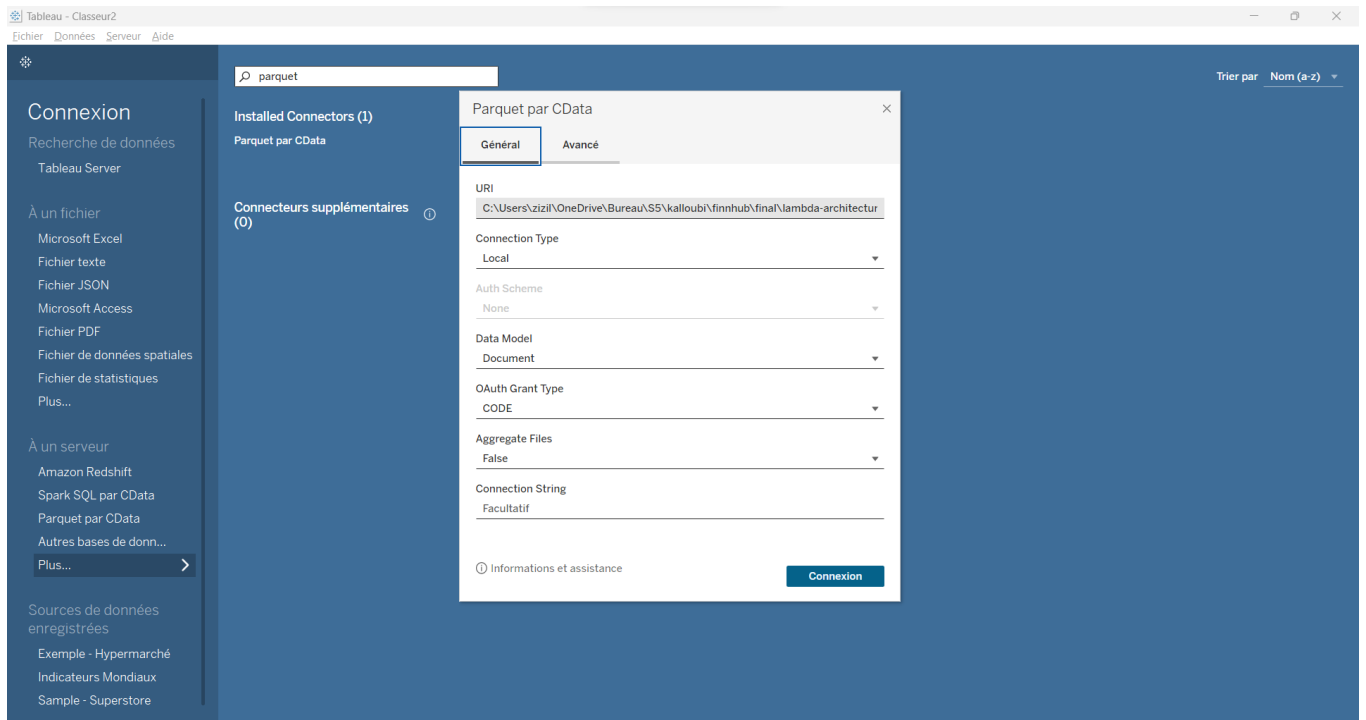 Tableau - Classeur2
Fichier Données Serveur Aide
parquet
Trier par Nom (a-z)
Connexion
Recherche de données
Tableau Server
À un fichier
Microsoft Excel
Fichier texte
Fichier JSON
Microsoft Access
Fichier PDF
Fichier de données spatiales
Fichier de statistiques
Plus...
À un serveur
Amazon Redshift
Spark SQL par CData
Parquet par CData
Autres bases de donn...
Plus...
Sources de données
enregistrées
Exemple - Hypermarché
Indicateurs Mondiaux
Sample - Superstore
Installed Connectors (1)
Parquet par CData
Connecteurs supplémentaires
(0)
Parquet par CData
Général Avancé
URI
C:\Users\zizil\OneDrive\Bureau\S5\kalloubi\finnhub\final\lambda-architectur
Connection Type
Local
Auth Scheme
None
Data Model
Document
OAuth Grant Type
CODE
Aggregate Files
False
Connection String
Facultatif
Informations et assistance
Connexion